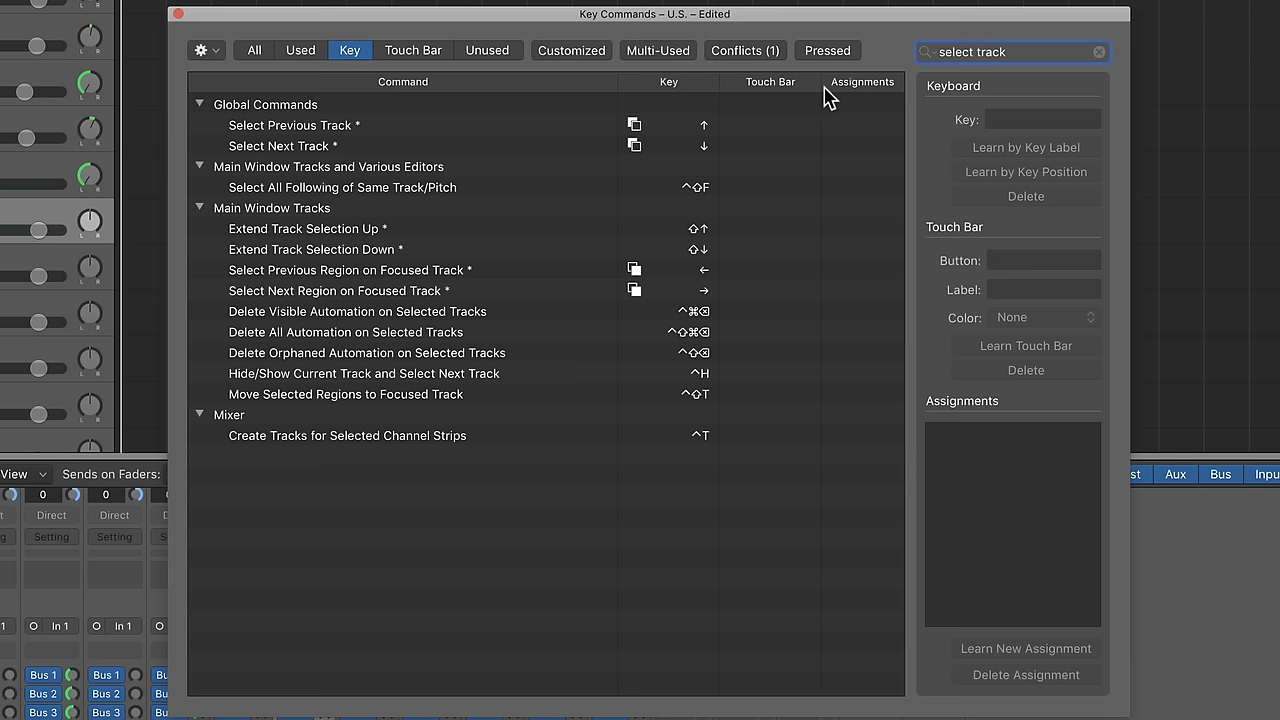 Key Commands – U.S. – Edited
All Used Key Touch Bar Unused Customized Multi-Used Conflicts (1) Pressed
select track
Command Key Touch Bar Assignments
Global Commands
Select Previous Track * ↑
Select Next Track * ↓
Main Window Tracks and Various Editors
Select All Following of Same Track/Pitch ^⇧F
Main Window Tracks
Extend Track Selection Up * ⇧↑
Extend Track Selection Down * ⇧↓
Select Previous Region on Focused Track * ←
Select Next Region on Focused Track * →
Delete Visible Automation on Selected Tracks ^⌘⌫
Delete All Automation on Selected Tracks ^⇧⌘⌫
Delete Orphaned Automation on Selected Tracks ^⇧⌫
Hide/Show Current Track and Select Next Track ^H
Move Selected Regions to Focused Track ^⇧T
Mixer
Create Tracks for Selected Channel Strips ^T
Keyboard
Key:
Learn by Key Label
Learn by Key Position
Delete
Touch Bar
Button:
Label:
Color: None
Learn Touch Bar
Delete
Assignments
Learn New Assignment
Delete Assignment
L R
L R
L R
L R
L R
L R
L R
L R
L R
View Sends on Faders:
st Aux Bus Inpu
0 0
t Direct Direct D
g Setting Setting S
1 In 1 In 1
Bus 1 Bus 1 Bu
Bus 2 Bus 2 Bu
Bus 3 Bus 3 Bu